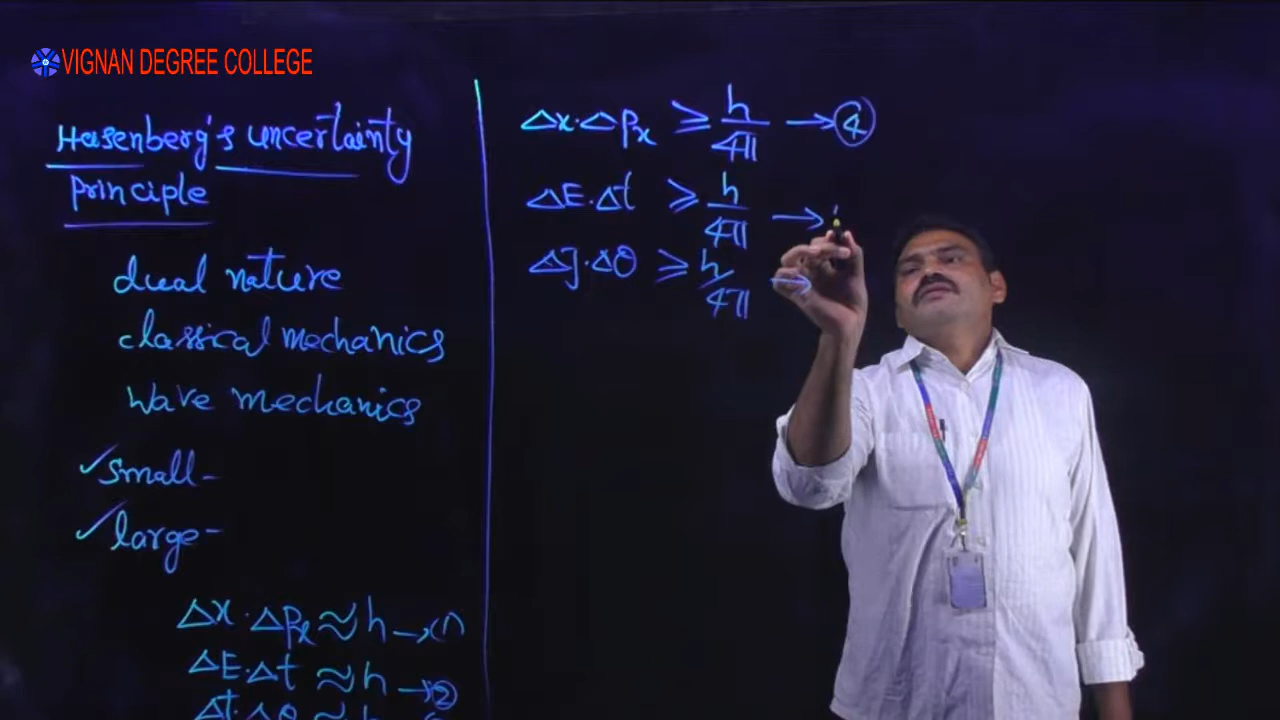 VIGNAN DEGREE COLLEGE
Hasenberg's uncertainty
principle
dual nature
classical mechanics
wave mechanics
✓small-
✓large-
Δx·Δpx ≈ h →(1)
ΔE·Δt ≈ h →②
Δx·Δpx ≥ h/4π →④
ΔE·Δt ≥ h/4π →
ΔJ·Δθ ≥ h/4π →